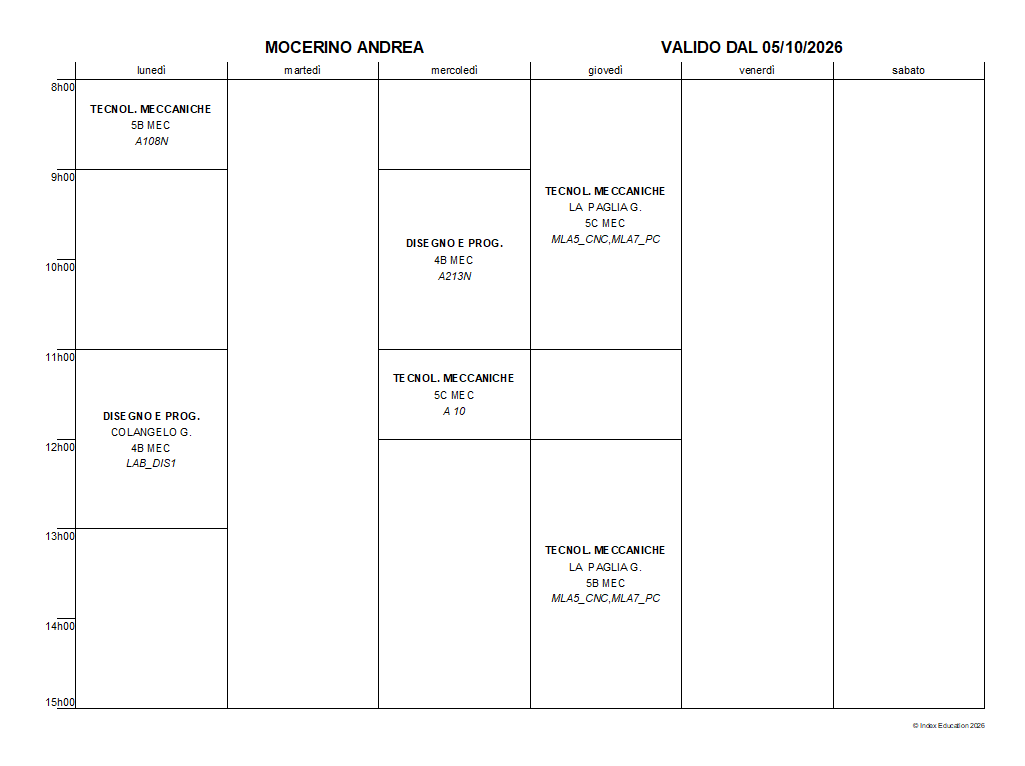 MOCERINO ANDREA
VALIDO DAL 05/10/2026
lunedì
martedì
mercoledì
giovedì
venerdì
sabato
8h00
9h00
10h00
11h00
12h00
13h00
14h00
15h00
TECNOL. MECCANICHE
5B MEC
A108N
DISEGNO E PROG.
COLANGELO G.
4B MEC
LAB_DIS1
DISEGNO E PROG.
4B MEC
A213N
TECNOL. MECCANICHE
5C MEC
A 10
TECNOL. MECCANICHE
LA PAGLIA G.
5C MEC
MLA5_CNC,MLA7_PC
TECNOL. MECCANICHE
LA PAGLIA G.
5B MEC
MLA5_CNC,MLA7_PC
© Index Education 2026